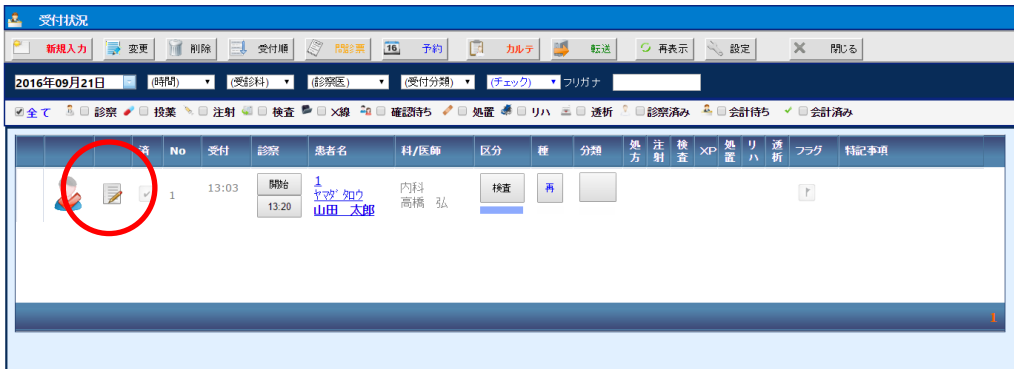 受付状況
新規入力 変更 削除 受付順 問診票 16 予約 カルテ 転送 再表示 設定 閉じる
2016年09月21日 (時間) (受診科) (診察医) (受付分類) (チェック) フリガナ
全て 診察 投薬 注射 検査 X線 確認待ち 処置 リハ 透析 診察済み 会計待ち 会計済み
済 No 受付 診察 患者名 科/医師 区分 種 分類 処方 注射 検査 XP 処置 リハ 透析 フラグ 特記事項
1 13:03 開始 1 内科 検査 再
13:20 ヤマダ タロウ 高橋 弘
山田 太郎
1